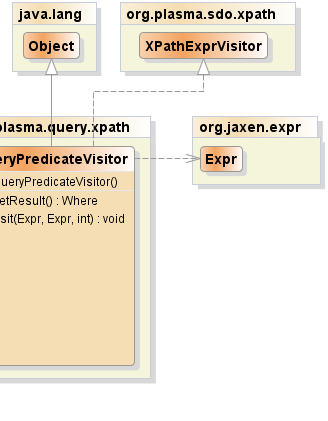 java.lang
org.plasma.sdo.xpath
Object
XPathExprVisitor
plasma.query.xpath
org.jaxen.expr
eryPredicateVisitor
Expr
ueryPredicateVisitor()
etResult() : Where
sit(Expr, Expr, int) : void